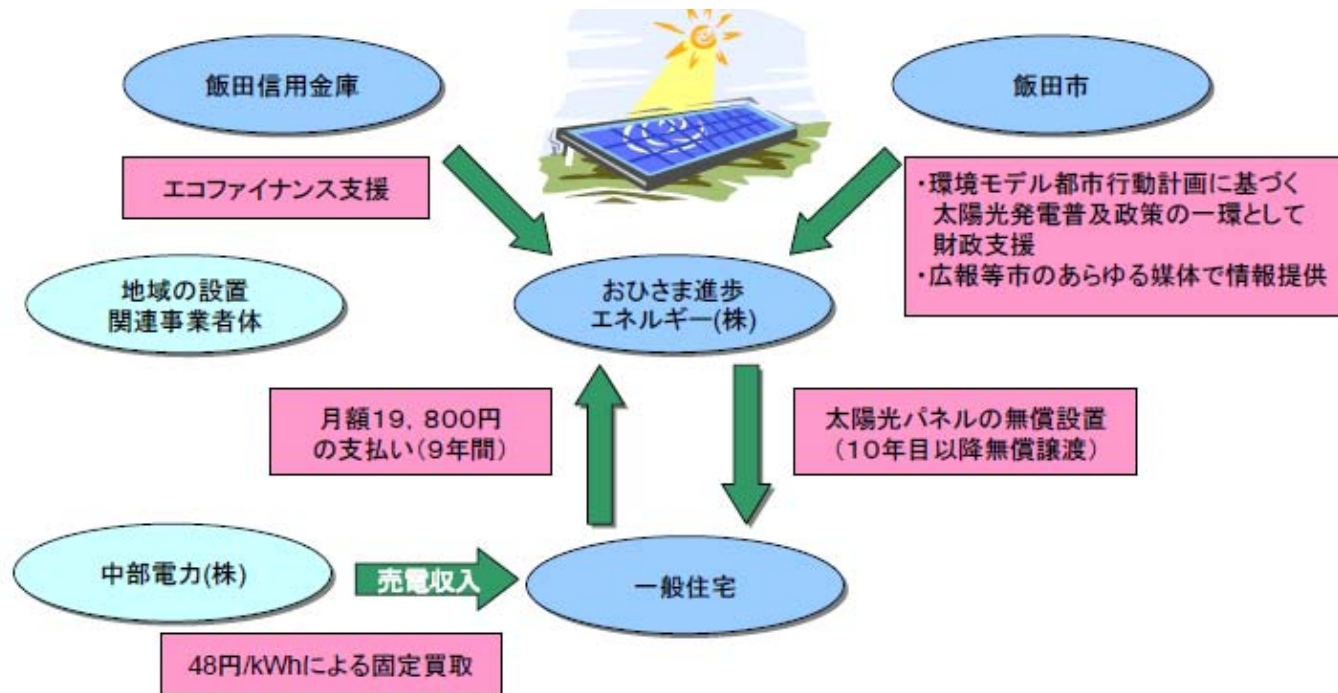 飯田信用金庫
飯田市
エコファイナンス支援
・環境モデル都市行動計画に基づく
太陽光発電普及政策の一環として
財政支援
・広報等市のあらゆる媒体で情報提供
地域の設置
関連事業者体
おひさま進歩
エネルギー(株)
月額19,800円
の支払い(9年間)
太陽光パネルの無償設置
(10年目以降無償譲渡)
中部電力(株)
売電収入
一般住宅
48円/kWhによる固定買取